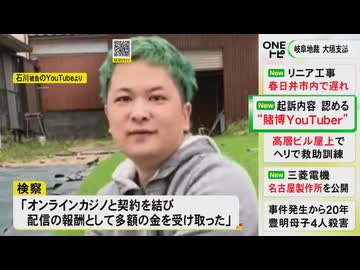 石川被告のYouTubeより
ONE
トピ
岐阜地裁 大垣支部
New リニア工事
春日井市内で遅れ
New 起訴内容 認める
“賭博YouTuber”
高層ビル屋上で
ヘリで救助訓練
New 三菱電機
名古屋製作所を公開
事件発生から20年
豊明母子4人殺害
検察
「オンラインカジノと契約を結び
配信の報酬として多額の金を受け取った」